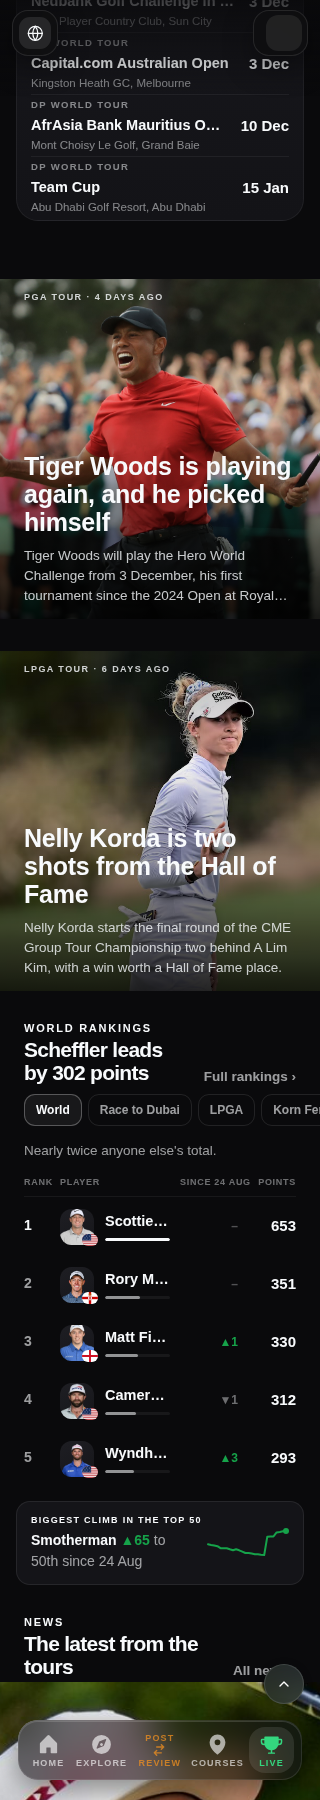 Nedbank Golf Challenge in ...
3 Dec
Player Country Club, Sun City
WORLD TOUR
Capital.com Australian Open
3 Dec
Kingston Heath GC, Melbourne
DP WORLD TOUR
AfrAsia Bank Mauritius O...
10 Dec
Mont Choisy Le Golf, Grand Baie
DP WORLD TOUR
Team Cup
15 Jan
Abu Dhabi Golf Resort, Abu Dhabi
PGA TOUR · 4 DAYS AGO
Tiger Woods is playing
again, and he picked
himself
Tiger Woods will play the Hero World
Challenge from 3 December, his first
tournament since the 2024 Open at Royal...
LPGA TOUR · 6 DAYS AGO
Nelly Korda is two
shots from the Hall of
Fame
Nelly Korda starts the final round of the CME
Group Tour Championship two behind A Lim
Kim, with a win worth a Hall of Fame place.
WORLD RANKINGS
Scheffler leads
by 302 points
Full rankings ›
World Race to Dubai LPGA Korn Fer
Nearly twice anyone else's total.
RANK PLAYER SINCE 24 AUG POINTS
1 Scottie... – 653
2 Rory M... – 351
3 Matt Fi... ▲1 330
4 Camer... ▼1 312
5 Wyndh... ▲3 293
BIGGEST CLIMB IN THE TOP 50
Smotherman ▲65 to
50th since 24 Aug
NEWS
The latest from the
tours
All ne
HOME EXPLORE POST REVIEW COURSES LIVE